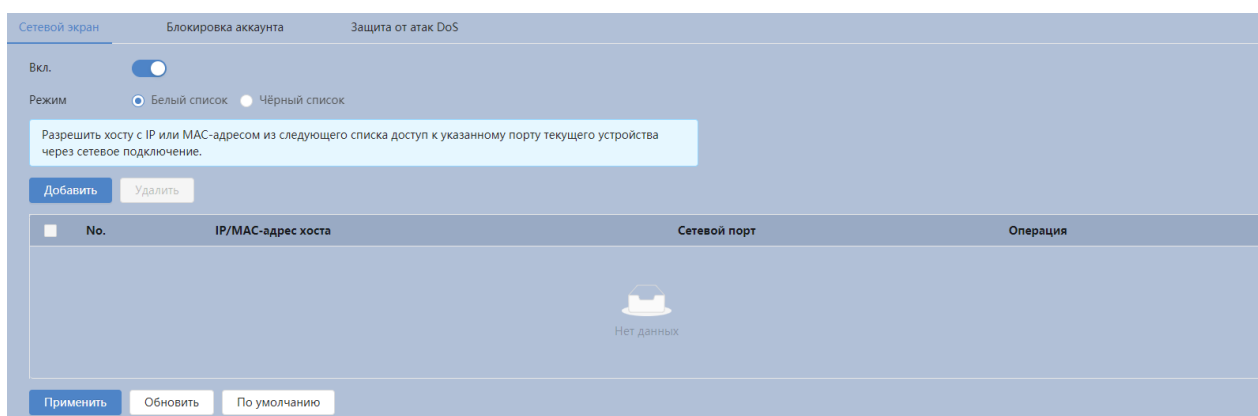 Сетевой экран Блокировка аккаунта Защита от атак DoS
Вкл.
Режим Белый список Чёрный список
Разрешить хосту с IP или MAC-адресом из следующего списка доступ к указанному порту текущего устройства
через сетевое подключение.
Добавить Удалить
No. IP/MAC-адрес хоста Сетевой порт Операция
Нет данных
Применить Обновить По умолчанию